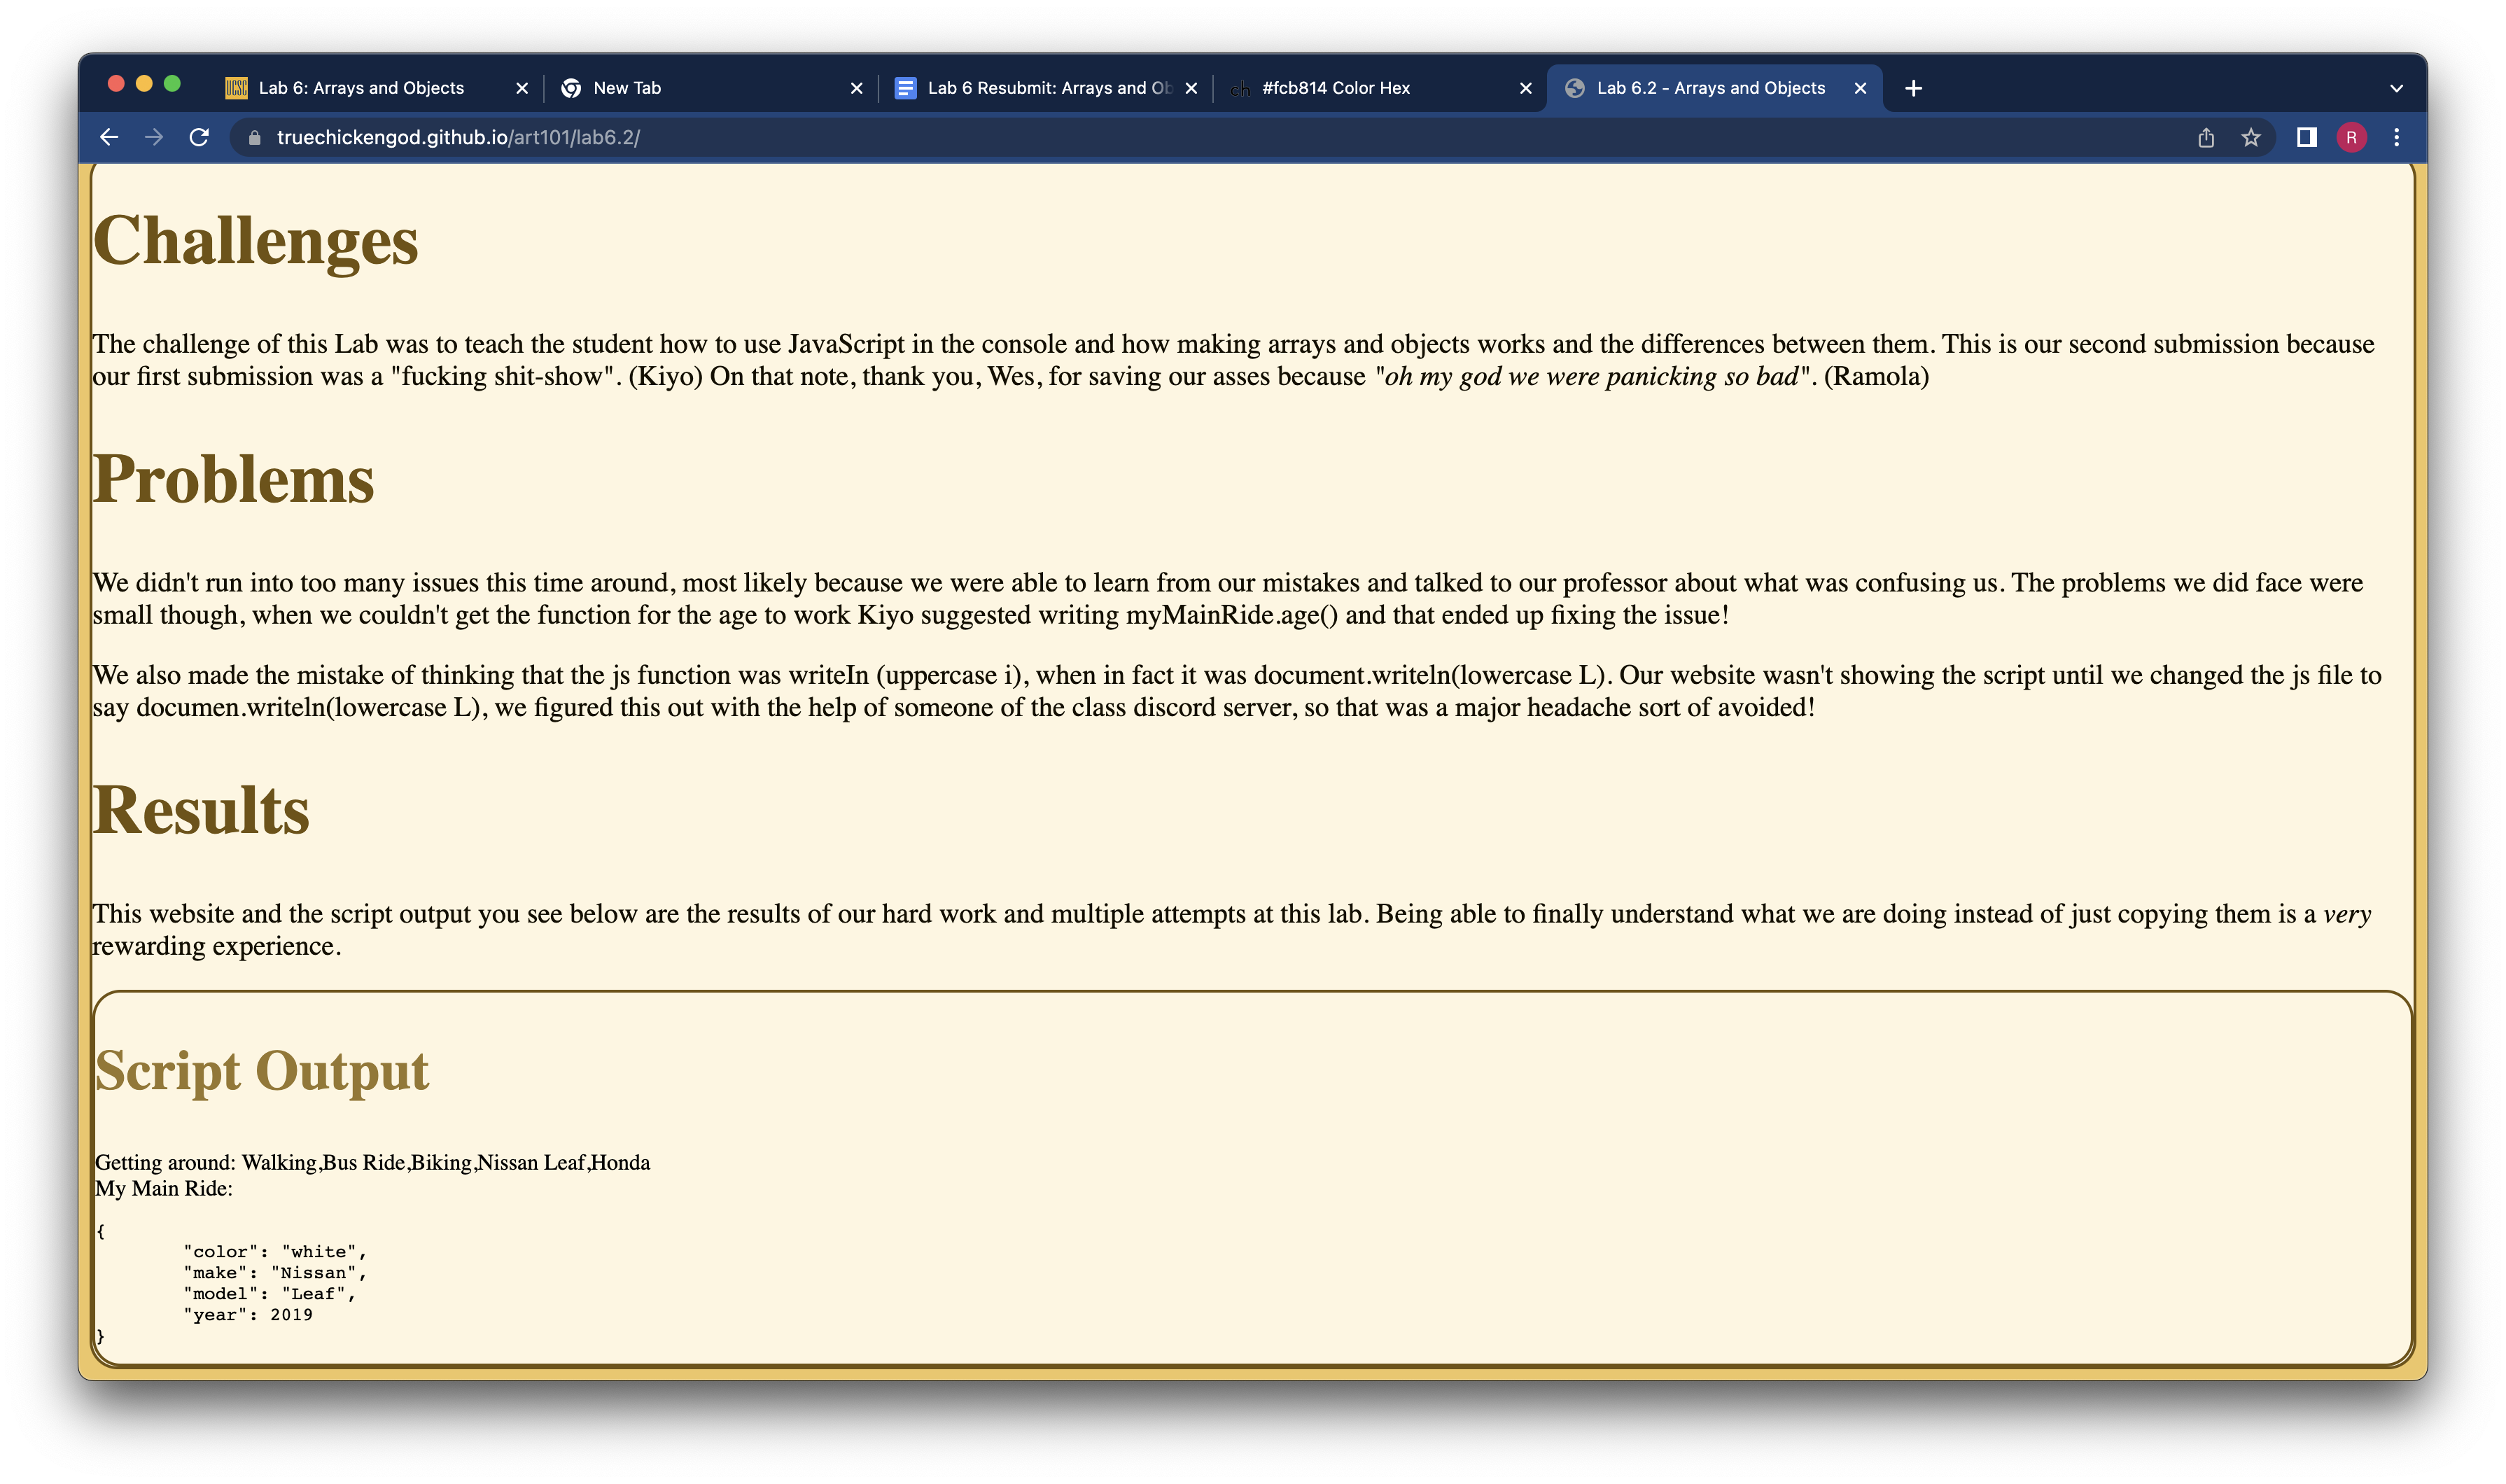 UCSC Lab 6: Arrays and Objects
New Tab
Lab 6 Resubmit: Arrays and Ob
ch #fcb814 Color Hex
Lab 6.2 - Arrays and Objects
truechickengod.github.io/art101/lab6.2/
R
Challenges
The challenge of this Lab was to teach the student how to use JavaScript in the console and how making arrays and objects works and the differences between them. This is our second submission because
our first submission was a "fucking shit-show". (Kiyo) On that note, thank you, Wes, for saving our asses because "oh my god we were panicking so bad". (Ramola)
Problems
We didn't run into too many issues this time around, most likely because we were able to learn from our mistakes and talked to our professor about what was confusing us. The problems we did face were
small though, when we couldn't get the function for the age to work Kiyo suggested writing myMainRide.age() and that ended up fixing the issue!
We also made the mistake of thinking that the js function was writeIn (uppercase i), when in fact it was document.writeln(lowercase L). Our website wasn't showing the script until we changed the js file to
say documen.writeln(lowercase L), we figured this out with the help of someone of the class discord server, so that was a major headache sort of avoided!
Results
This website and the script output you see below are the results of our hard work and multiple attempts at this lab. Being able to finally understand what we are doing instead of just copying them is a very
rewarding experience.
Script Output
Getting around: Walking,Bus Ride,Biking,Nissan Leaf,Honda
My Main Ride:
{
"color": "white",
"make": "Nissan",
"model": "Leaf",
"year": 2019
}